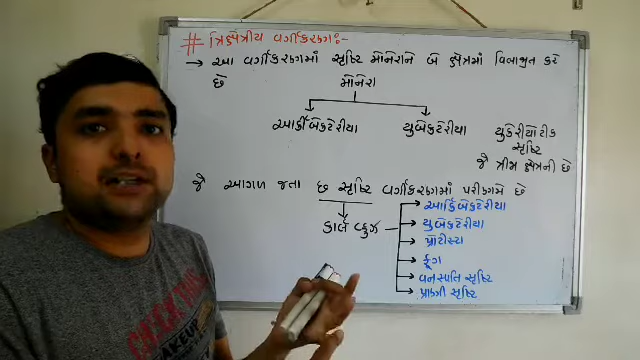 # ત્રિક્ષેત્રીય વર્ગીકરણ:-
→ આ વર્ગીકરણમાં સૃષ્ટિ મોનેરાને બે ક્ષેત્રમાં વિભાજીત કરે
છે
મોનેરા
આર્કીબેક્ટેરીયા યુબેક્ટેરીયા યુકેરીયોટીક
સૃષ્ટિ
જે ત્રીજા ક્ષેત્રની છે
જે આગળ જતા છ સૃષ્ટિ વર્ગીકરણમાં પરીણમે છે
કાર્લ વુઝ
આર્કિબેક્ટેરીયા
યુબેક્ટેરીયા
પ્રોટીસ્ટા
ફૂગ
વનસ્પતિ સૃષ્ટિ
પ્રાણી સૃષ્ટિ